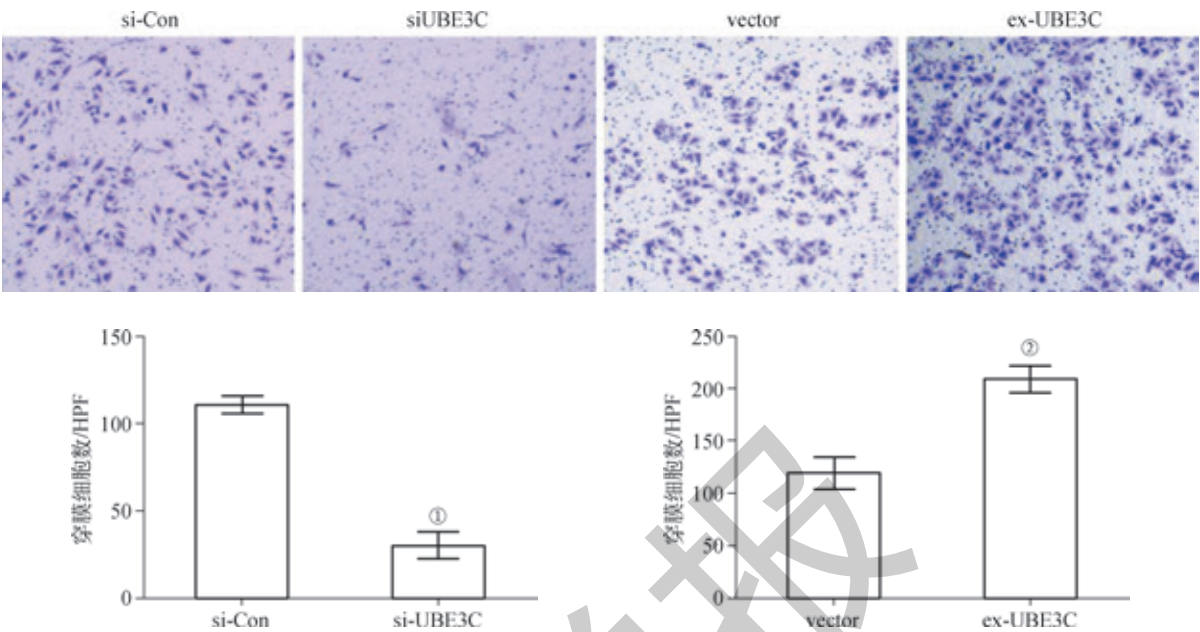 si-Con
siUBE3C
vector
ex-UBE3C
150
100
50
0
穿膜细胞数/HPF
①
si-Con
si-UBE3C
250
200
150
100
50
0
穿膜细胞数/HPF
②
vector
ex-UBE3C
报